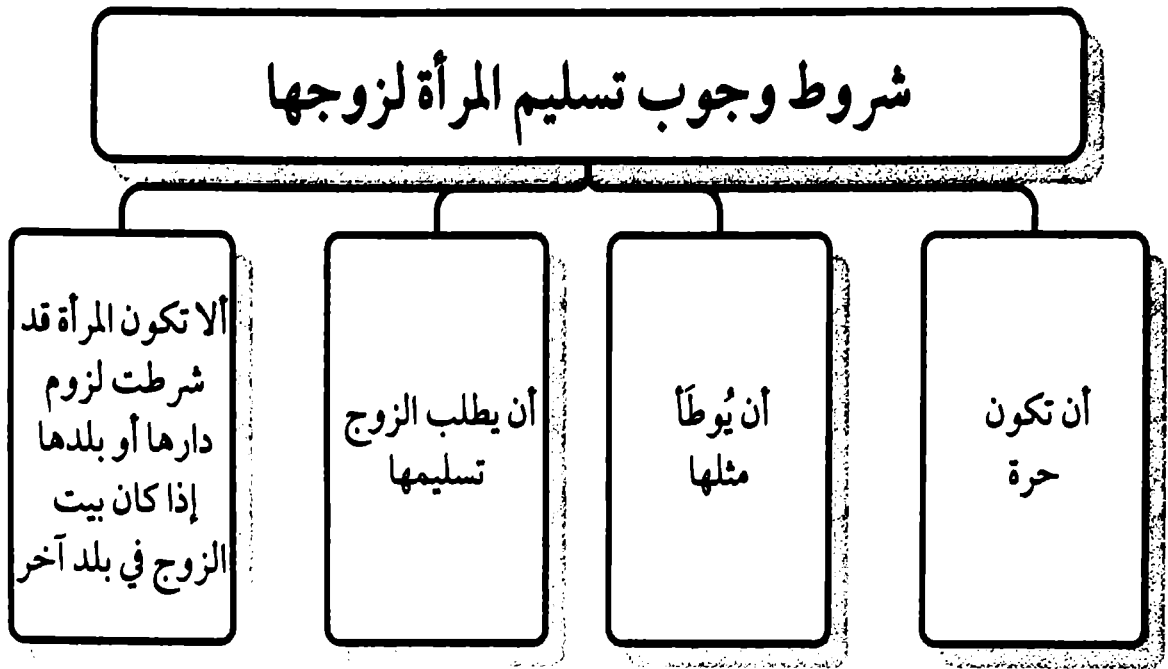 شروط وجوب تسليم المرأة لزوجها
أن تكون
حرة
أن يُوطَأ
مثلها
أن يطلب الزوج
تسليمها
ألا تكون المرأة قد
شرطت لزوم
دارها أو بلدها
إذا كان بيت
الزوج في بلد آخر